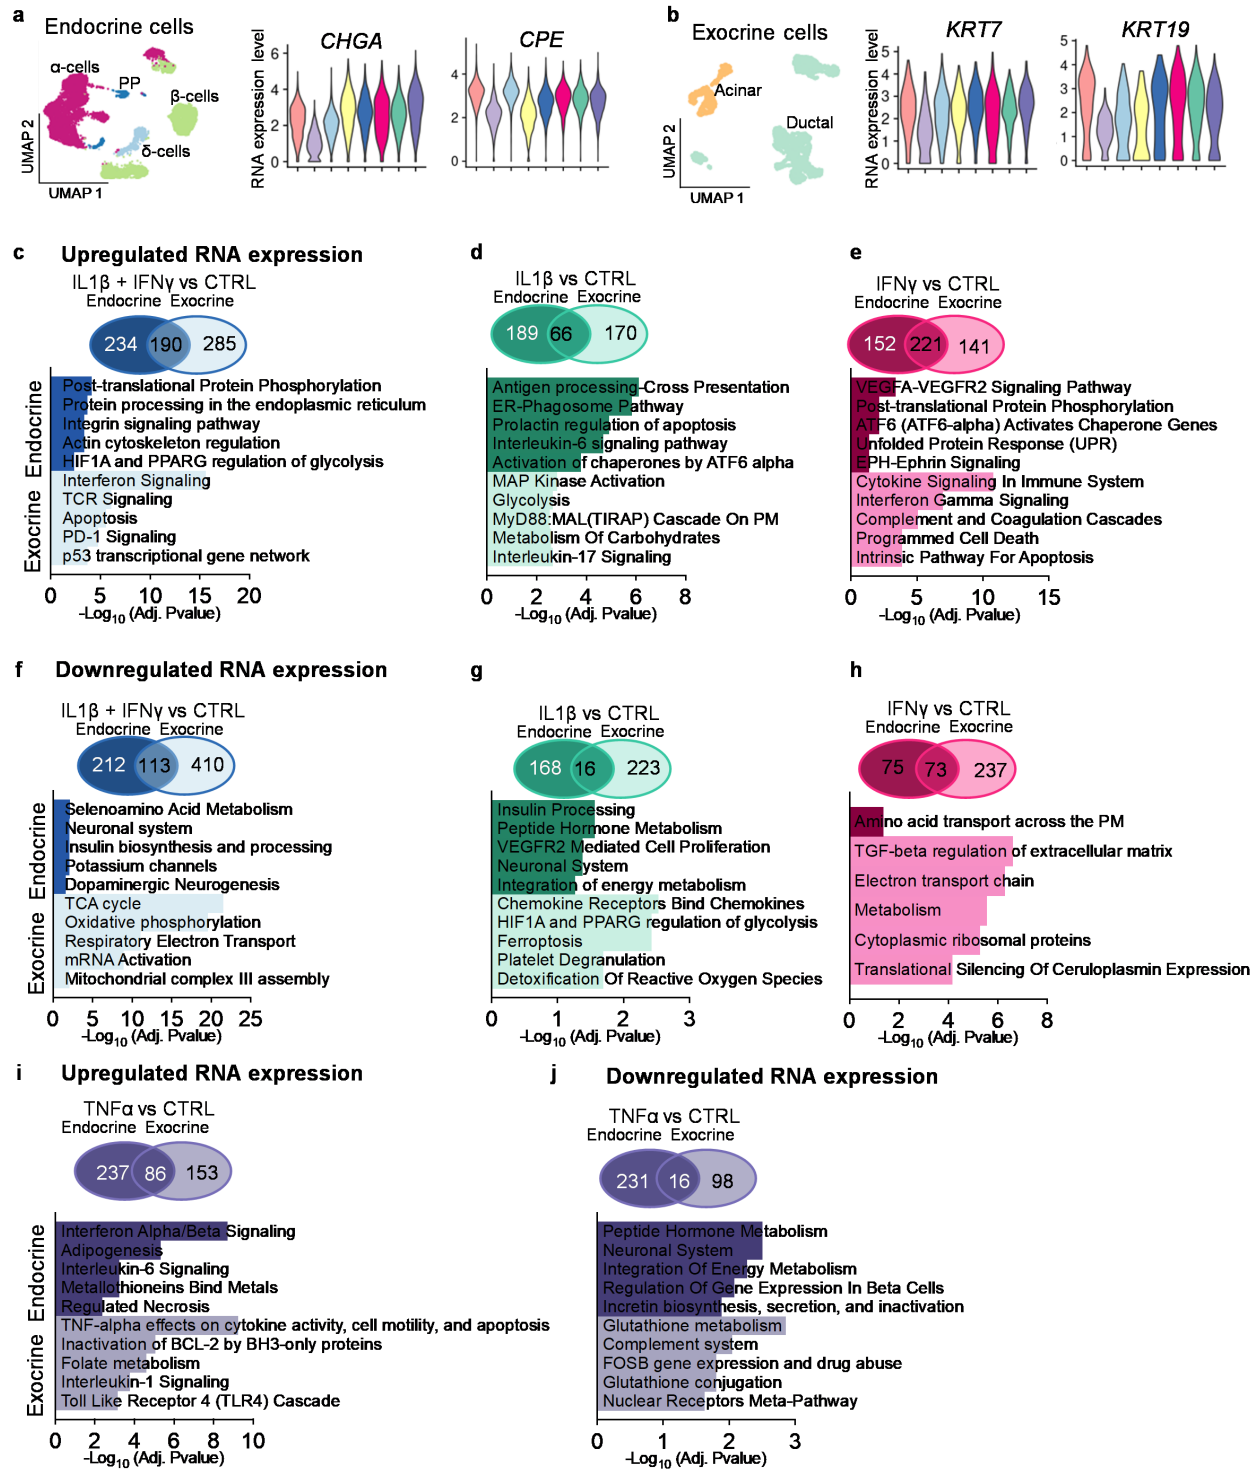 a
Endocrine cells
α-cells
PP
β-cells
δ-cells
UMAP 2
UMAP 1
RNA expression level
CHGA
6
4
2
0
CPE
4
2
0
b
Exocrine cells
Acinar
Ductal
UMAP 2
UMAP 1
RNA expression level
KRT7
5
4
3
2
1
0
KRT19
5
4
3
2
1
0
c
Upregulated RNA expression
IL1β + IFNγ vs CTRL
Endocrine Exocrine
234 190 285
Endocrine
Post-translational Protein Phosphorylation
Protein processing in the endoplasmic reticulum
Integrin signaling pathway
Actin cytoskeleton regulation
HIF1A and PPARG regulation of glycolysis
Exocrine
Interferon Signaling
TCR Signaling
Apoptosis
PD-1 Signaling
p53 transcriptional gene network
0 5 10 15 20
-Log10 (Adj. Pvalue)
d
IL1β vs CTRL
Endocrine Exocrine
189 66 170
Antigen processing-Cross Presentation
ER-Phagosome Pathway
Prolactin regulation of apoptosis
Interleukin-6 signaling pathway
Activation of chaperones by ATF6 alpha
MAP Kinase Activation
Glycolysis
MyD88:MAL(TIRAP) Cascade On PM
Metabolism Of Carbohydrates
Interleukin-17 Signaling
0 2 4 6 8
-Log10 (Adj. Pvalue)
e
IFNγ vs CTRL
Endocrine Exocrine
152 221 141
VEGFA-VEGFR2 Signaling Pathway
Post-translational Protein Phosphorylation
ATF6 (ATF6-alpha) Activates Chaperone Genes
Unfolded Protein Response (UPR)
EPH-Ephrin Signaling
Cytokine Signaling In Immune System
Interferon Gamma Signaling
Complement and Coagulation Cascades
Programmed Cell Death
Intrinsic Pathway For Apoptosis
0 5 10 15
-Log10 (Adj. Pvalue)
f
Downregulated RNA expression
IL1β + IFNγ vs CTRL
Endocrine Exocrine
212 113 410
Endocrine
Selenoamino Acid Metabolism
Neuronal system
Insulin biosynthesis and processing
Potassium channels
Dopaminergic Neurogenesis
Exocrine
TCA cycle
Oxidative phosphorylation
Respiratory Electron Transport
mRNA Activation
Mitochondrial complex III assembly
0 5 10 15 20 25
-Log10 (Adj. Pvalue)
g
IL1β vs CTRL
Endocrine Exocrine
168 16 223
Insulin Processing
Peptide Hormone Metabolism
VEGFR2 Mediated Cell Proliferation
Neuronal System
Integration of energy metabolism
Chemokine Receptors Bind Chemokines
HIF1A and PPARG regulation of glycolysis
Ferroptosis
Platelet Degranulation
Detoxification Of Reactive Oxygen Species
0 1 2 3
-Log10 (Adj. Pvalue)
h
IFNγ vs CTRL
Endocrine Exocrine
75 73 237
Amino acid transport across the PM
TGF-beta regulation of extracellular matrix
Electron transport chain
Metabolism
Cytoplasmic ribosomal proteins
Translational Silencing Of Ceruloplasmin Expression
0 2 4 6 8
-Log10 (Adj. Pvalue)
i
Upregulated RNA expression
TNFα vs CTRL
Endocrine Exocrine
237 86 153
Endocrine
Interferon Alpha/Beta Signaling
Adipogenesis
Interleukin-6 Signaling
Metallothioneins Bind Metals
Regulated Necrosis
Exocrine
TNF-alpha effects on cytokine activity, cell motility, and apoptosis
Inactivation of BCL-2 by BH3-only proteins
Folate metabolism
Interleukin-1 Signaling
Toll Like Receptor 4 (TLR4) Cascade
0 2 4 6 8 10
-Log10 (Adj. Pvalue)
j
Downregulated RNA expression
TNFα vs CTRL
Endocrine Exocrine
231 16 98
Peptide Hormone Metabolism
Neuronal System
Integration Of Energy Metabolism
Regulation Of Gene Expression In Beta Cells
Incretin biosynthesis, secretion, and inactivation
Glutathione metabolism
Complement system
FOSB gene expression and drug abuse
Glutathione conjugation
Nuclear Receptors Meta-Pathway
0 1 2 3
-Log10 (Adj. Pvalue)